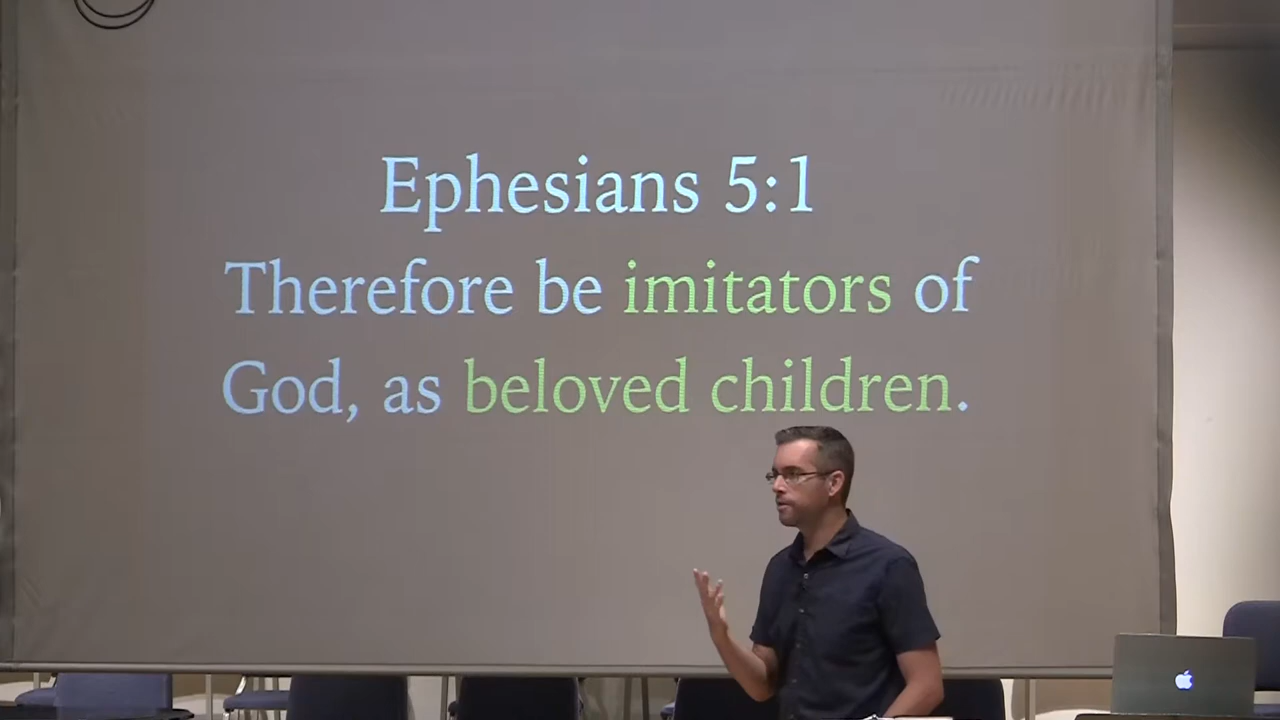 Ephesians 5:1
Therefore be imitators of
God, as beloved children.